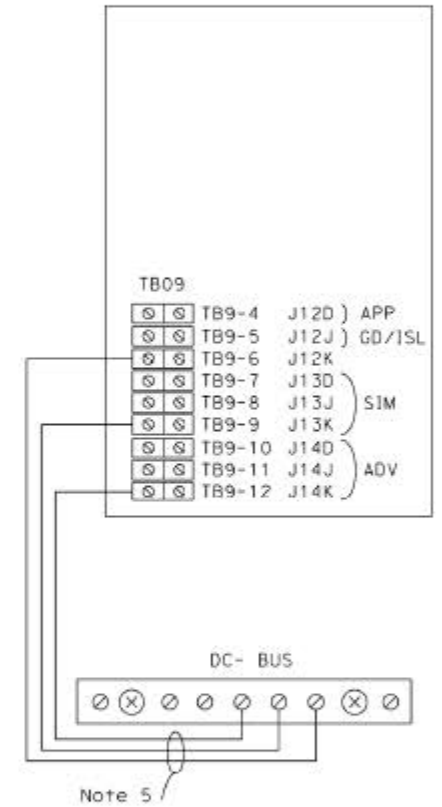 TB09
TB9-4 J12D ) APP
TB9-5 J12J ) GD/ISL
TB9-6 J12K
TB9-7 J13D
TB9-8 J13J SIM
TB9-9 J13K
TB9-10 J14D
TB9-11 J14J ADV
TB9-12 J14K
DC- BUS
Note 5